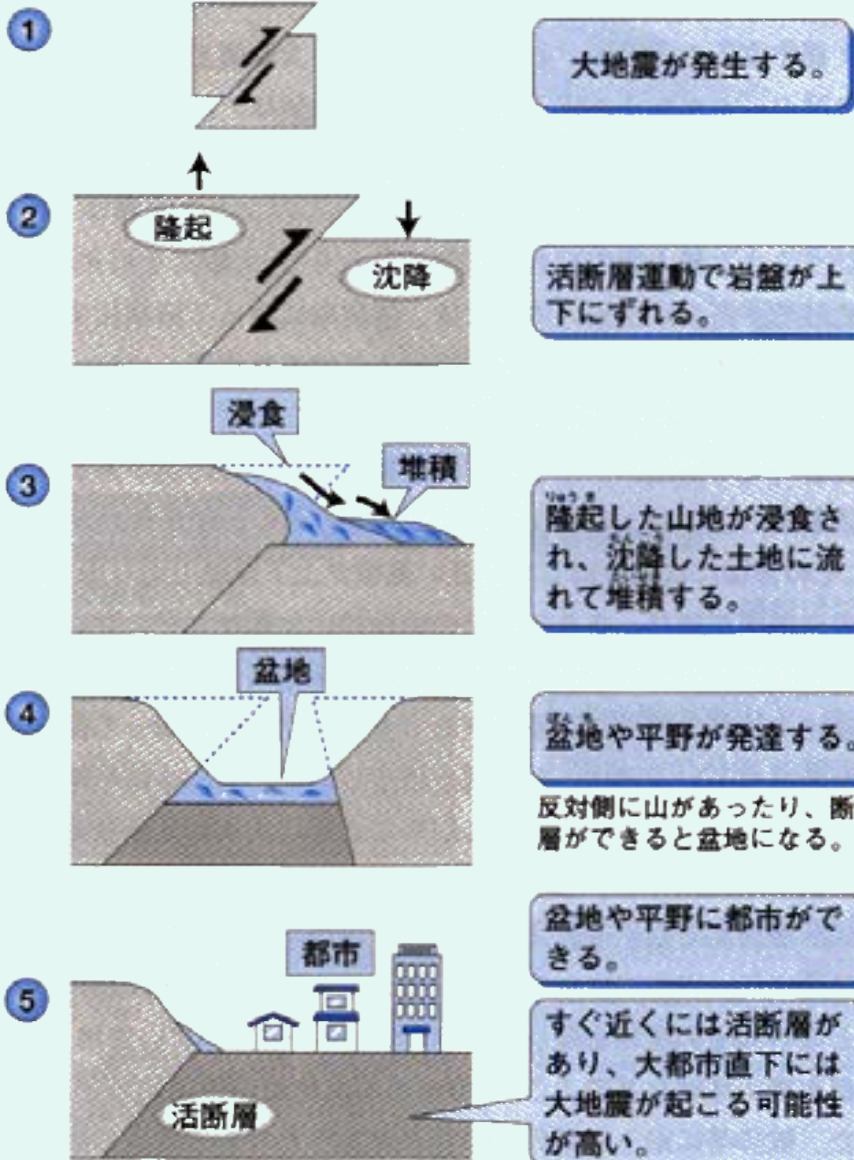 1
大地震が発生する。
2
隆起
沈降
活断層運動で岩盤が上
下にずれる。
3
浸食
堆積
りゅうき
隆起した山地が浸食さ
れ、沈降した土地に流
れて堆積する。
4
盆地
ぼんち
盆地や平野が発達する。
反対側に山があったり、断
層ができると盆地になる。
5
都市
活断層
盆地や平野に都市がで
きる。
すぐ近くには活断層が
あり、大都市直下には
大地震が起こる可能性
が高い。